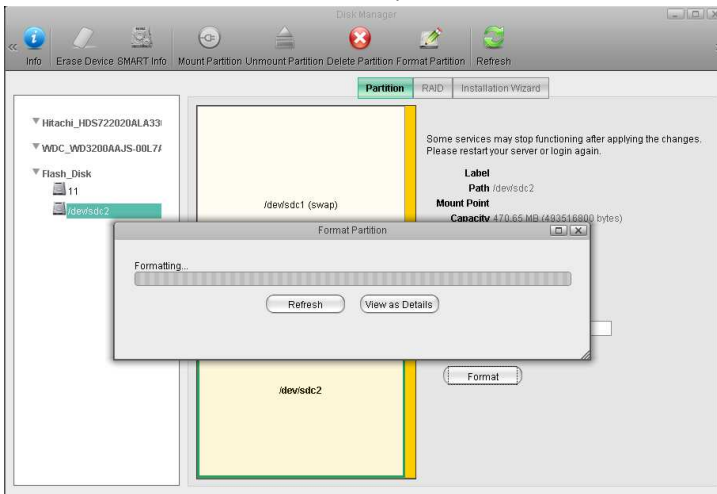 Disk Manager
«
Info Erase Device SMART Info Mount Partition Unmount Partition Delete Partition Format Partition Refresh
Partition RAID Installation Wizard
Hitachi_HDS722020ALA33
WDC_WD3200AAJS-00L7
Flash_Disk
11
/dev/sdc2
/dev/sdc1 (swap)
Some services may stop functioning after applying the changes.
Please restart your server or login again.
Label
Path /dev/sdc2
Mount Point
Capacity 470.65 MB (493516800 bytes)
Format Partition
Formatting...
Refresh View as Details
Format
/dev/sdc2